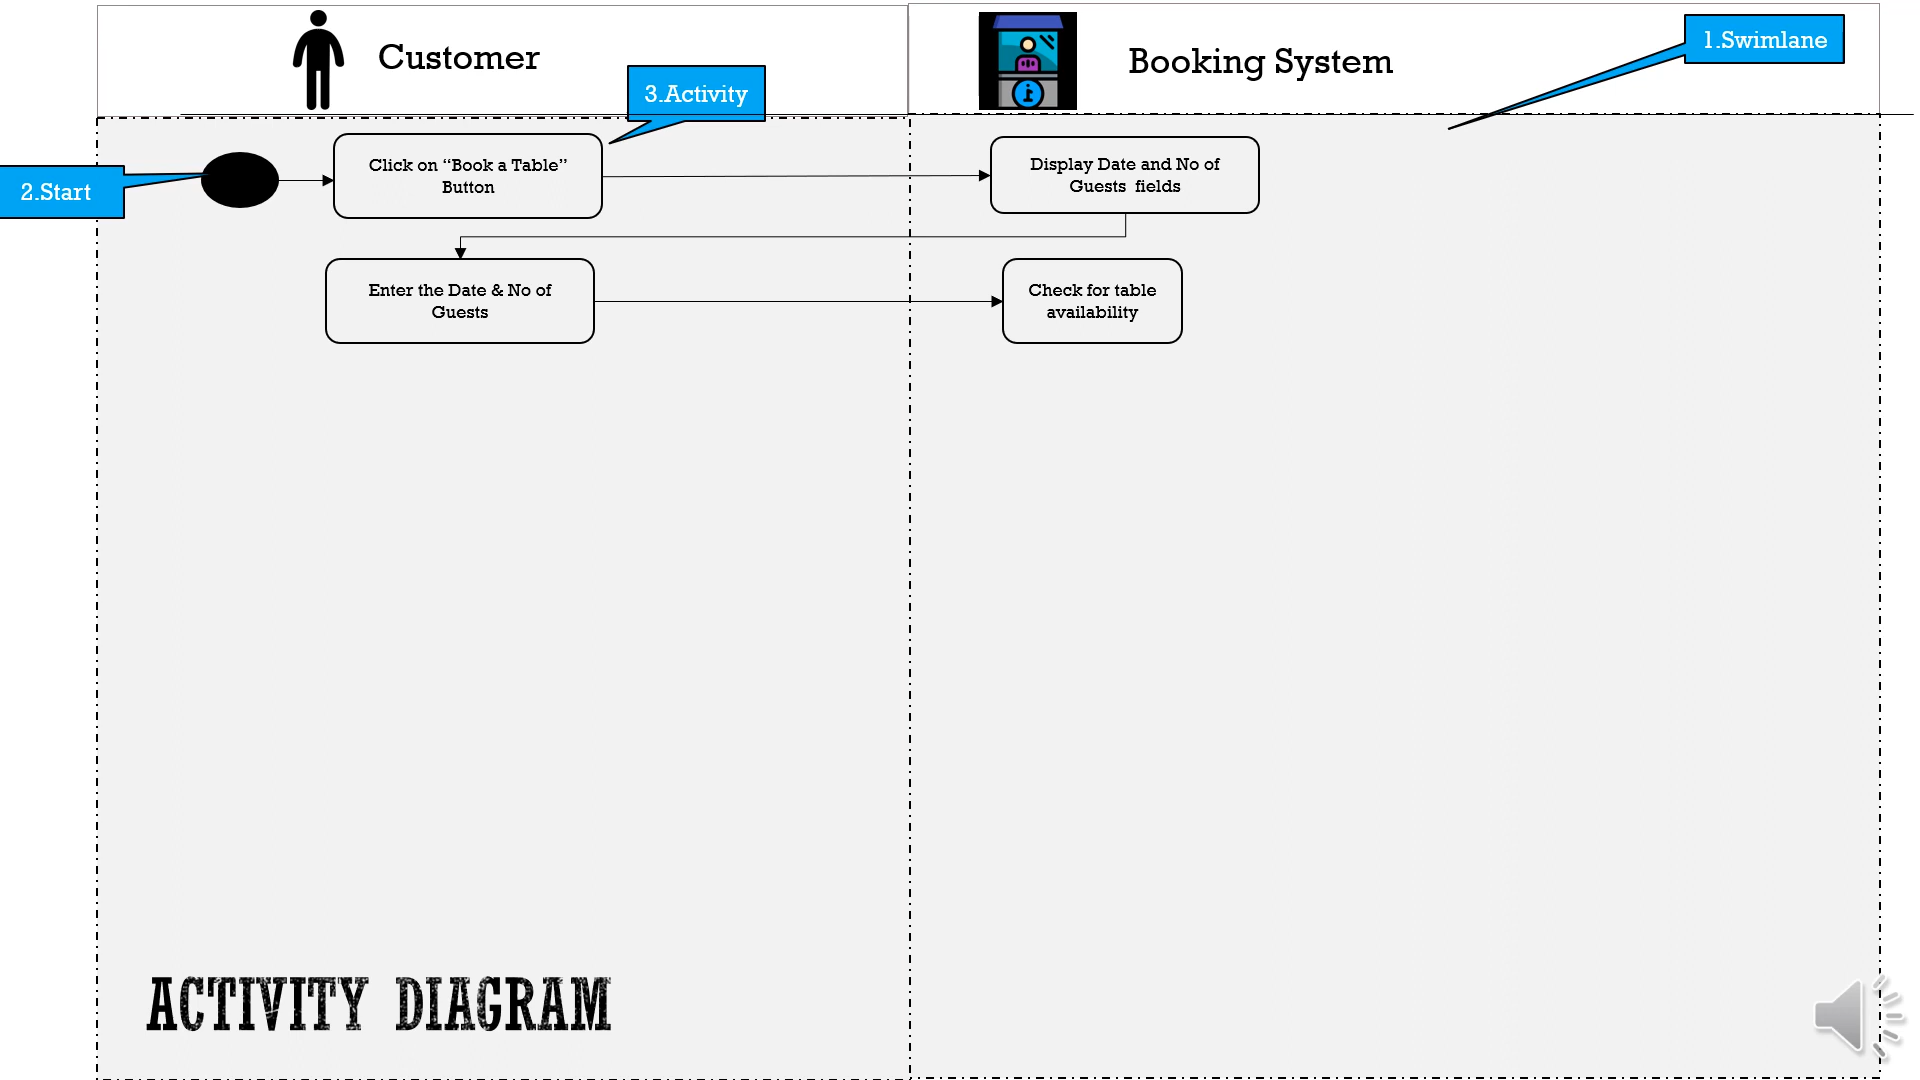 Customer
Booking System
1.Swimlane
3.Activity
2.Start
Click on “Book a Table”
Button
Display Date and No of
Guests  fields
Enter the Date & No of
Guests
Check for table
availability
ACTIVITY DIAGRAM